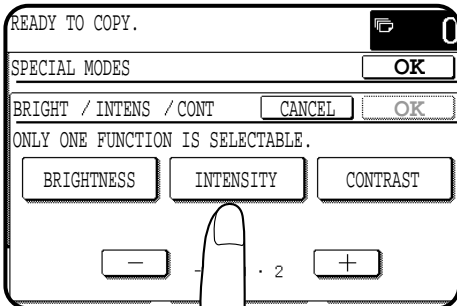 READY TO COPY.
0
SPECIAL MODES
OK
BRIGHT / INTENS / CONT
CANCEL
OK
ONLY ONE FUNCTION IS SELECTABLE.
BRIGHTNESS
INTENSITY
CONTRAST
− - · 2 +